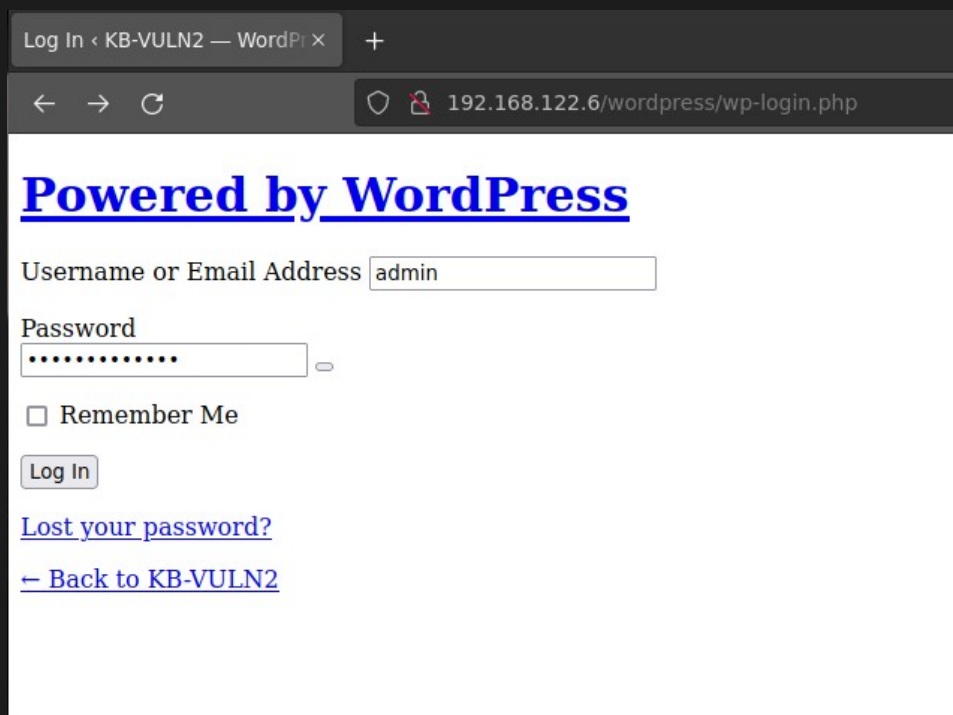 Log In ‹ KB-VULN2 — WordPr
192.168.122.6/wordpress/wp-login.php
Powered by WordPress
Username or Email Address admin
Password
•••••••••••••
Remember Me
Log In
Lost your password?
← Back to KB-VULN2